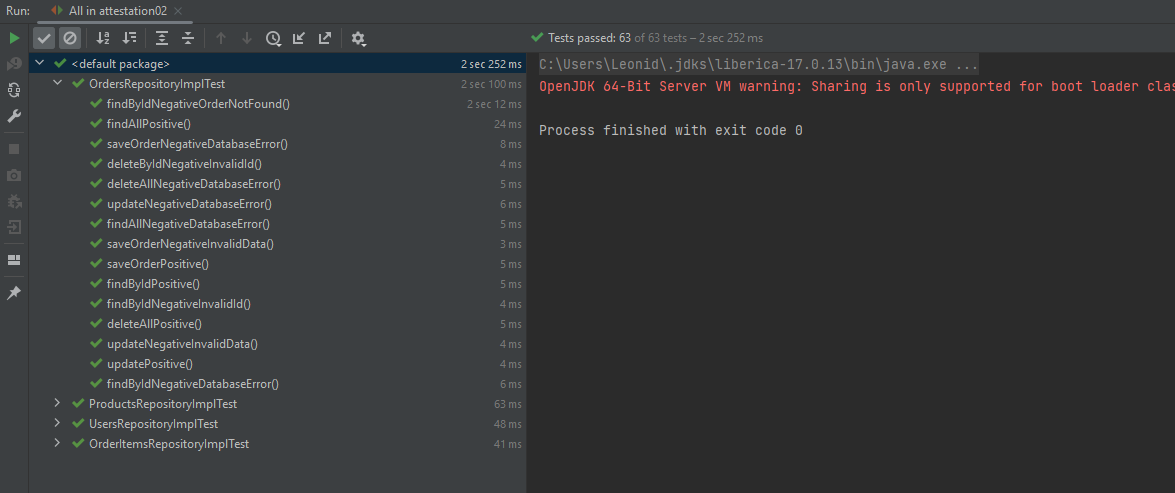 Run: All in attestation02
Tests passed: 63 of 63 tests – 2 sec 252 ms
<default package> 2 sec 252 ms
OrdersRepositoryImplTest 2 sec 100 ms
findByIdNegativeOrderNotFound() 2 sec 12 ms
findAllPositive() 24 ms
saveOrderNegativeDatabaseError() 8 ms
deleteByIdNegativeInvalidId() 4 ms
deleteAllNegativeDatabaseError() 5 ms
updateNegativeDatabaseError() 6 ms
findAllNegativeDatabaseError() 5 ms
saveOrderNegativeInvalidData() 3 ms
saveOrderPositive() 5 ms
findByIdPositive() 5 ms
findByIdNegativeInvalidId() 4 ms
deleteAllPositive() 5 ms
updateNegativeInvalidData() 4 ms
updatePositive() 4 ms
findByIdNegativeDatabaseError() 6 ms
ProductsRepositoryImplTest 63 ms
UsersRepositoryImplTest 48 ms
OrderItemsRepositoryImplTest 41 ms
C:\Users\Leonid\.jdks\liberica-17.0.13\bin\java.exe ...
OpenJDK 64-Bit Server VM warning: Sharing is only supported for boot loader clas
Process finished with exit code 0